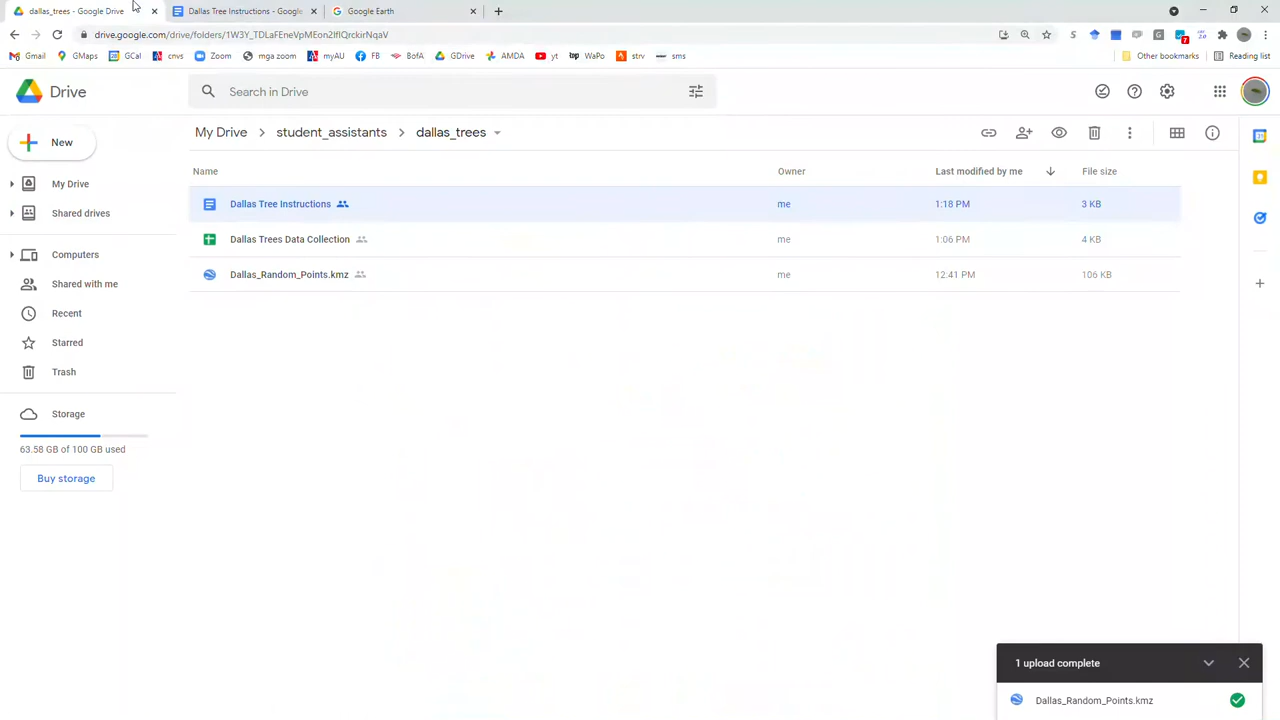 dallas_trees - Google Drive
Dallas Tree Instructions - Google
Google Earth
drive.google.com/drive/folders/1W3Y_TDLaFEneVpMEon2IfIQrckirNqaV
Gmail GMaps GCal cnvs Zoom mga zoom myAU FB BofA GDrive AMDA yt WaPo strv sms Other bookmarks Reading list
Drive
Search in Drive
New
My Drive student_assistants dallas_trees
Name Owner Last modified by me File size
My Drive
Shared drives
Computers
Shared with me
Recent
Starred
Trash
Storage
63.58 GB of 100 GB used
Buy storage
Dallas Tree Instructions me 1:18 PM 3 KB
Dallas Trees Data Collection me 1:06 PM 4 KB
Dallas_Random_Points.kmz me 12:41 PM 106 KB
1 upload complete
Dallas_Random_Points.kmz